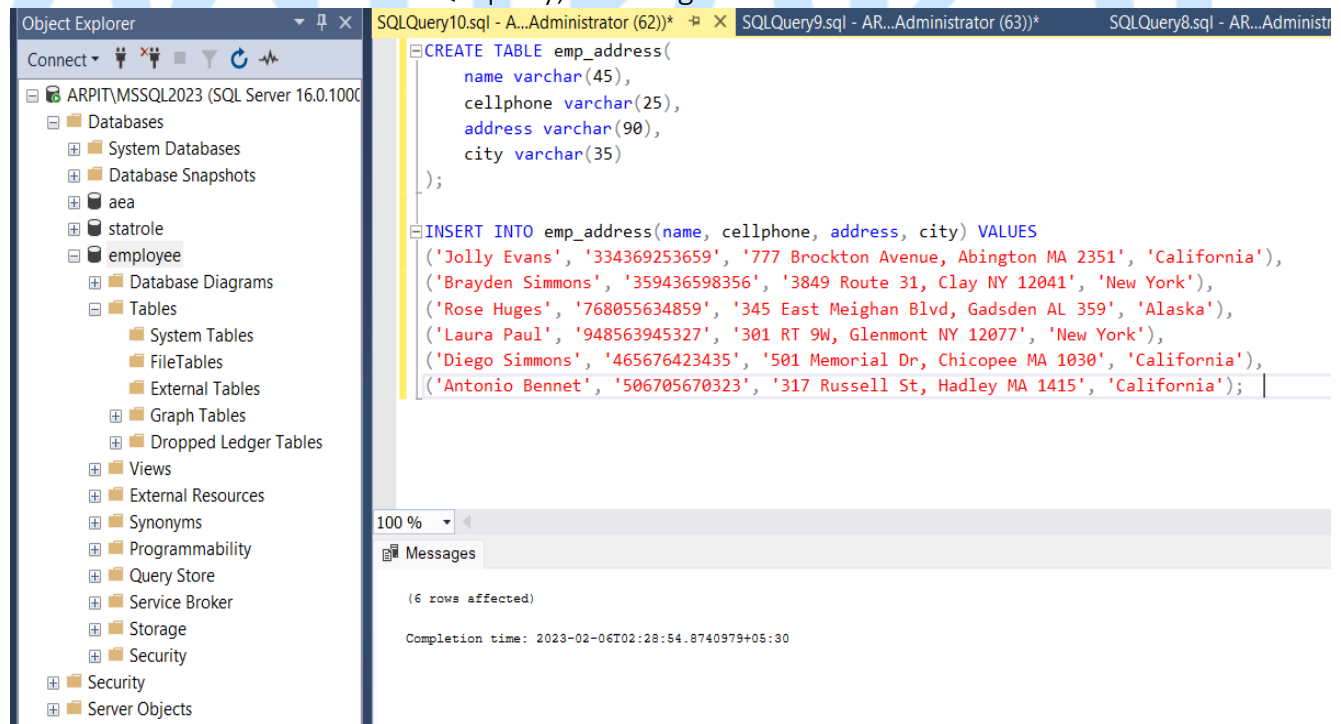 Object Explorer
Connect
ARPIT\MSSQL2023 (SQL Server 16.0.1000
Databases
System Databases
Database Snapshots
aea
statrole
employee
Database Diagrams
Tables
System Tables
FileTables
External Tables
Graph Tables
Dropped Ledger Tables
Views
External Resources
Synonyms
Programmability
Query Store
Service Broker
Storage
Security
Security
Server Objects
SQLQuery10.sql - A...Administrator (62))* SQLQuery9.sql - AR...Administrator (63))* SQLQuery8.sql - AR...Administr
CREATE TABLE emp_address(
name varchar(45),
cellphone varchar(25),
address varchar(90),
city varchar(35)
);
INSERT INTO emp_address(name, cellphone, address, city) VALUES
('Jolly Evans', '334369253659', '777 Brockton Avenue, Abington MA 2351', 'California'),
('Brayden Simmons', '359436598356', '3849 Route 31, Clay NY 12041', 'New York'),
('Rose Huges', '768055634859', '345 East Meighan Blvd, Gadsden AL 359', 'Alaska'),
('Laura Paul', '948563945327', '301 RT 9W, Glenmont NY 12077', 'New York'),
('Diego Simmons', '465676423435', '501 Memorial Dr, Chicopee MA 1030', 'California'),
('Antonio Bennet', '506705670323', '317 Russell St, Hadley MA 1415', 'California');
100 %
Messages
(6 rows affected)
Completion time: 2023-02-06T02:28:54.8740979+05:30